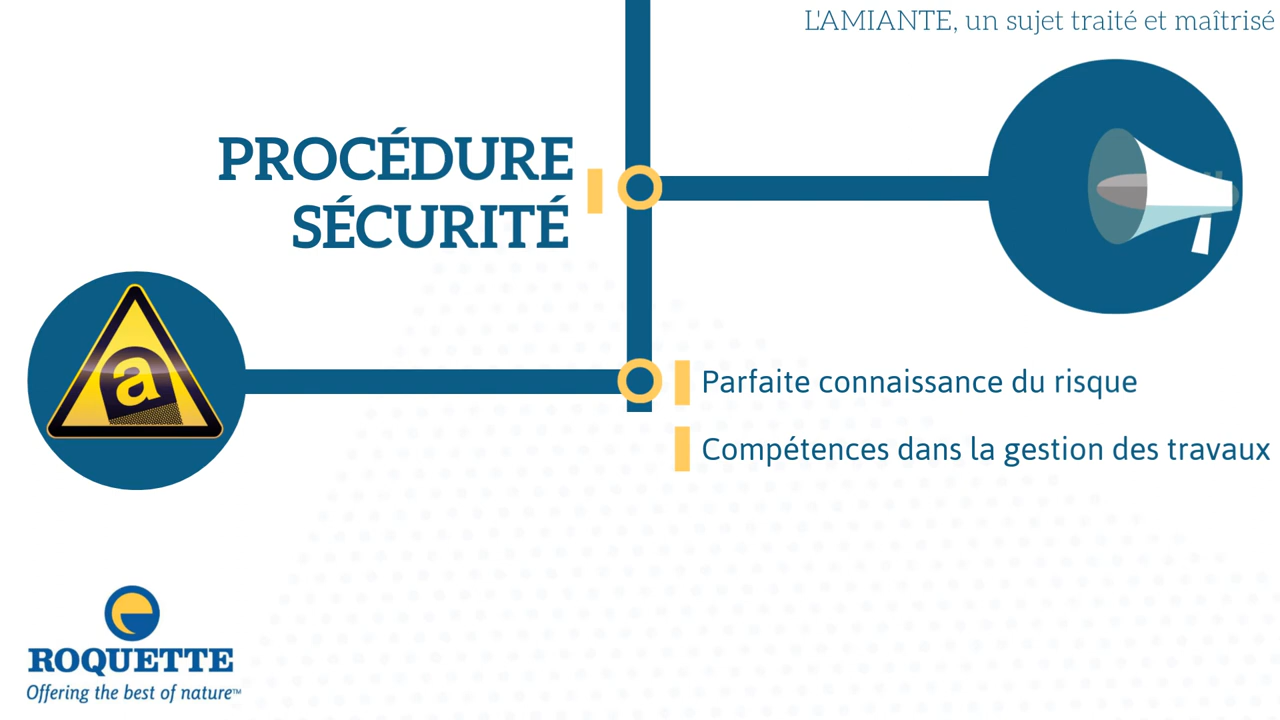 L'AMIANTE, un sujet traité et maîtrisé
PROCÉDURE
SÉCURITÉ
a
Parfaite connaissance du risque
Compétences dans la gestion des travaux
ROQUETTE
Offering the best of nature™